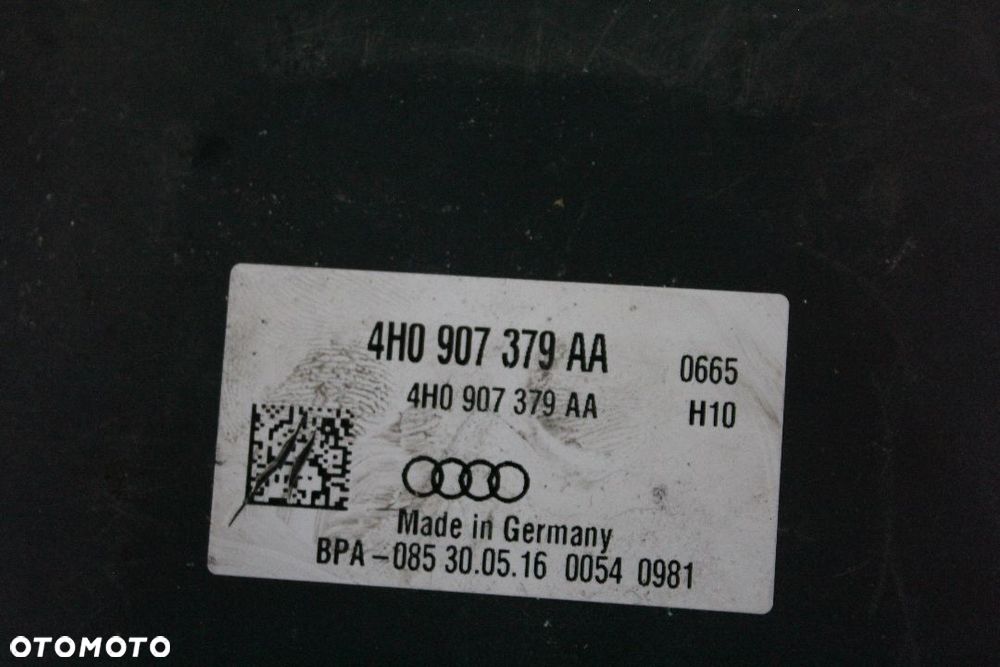 4H0 907 379 AA 0665
4H0 907 379 AA H10
Made in Germany
BPA-085 30.05.16 0054 0981
OTOMOTO